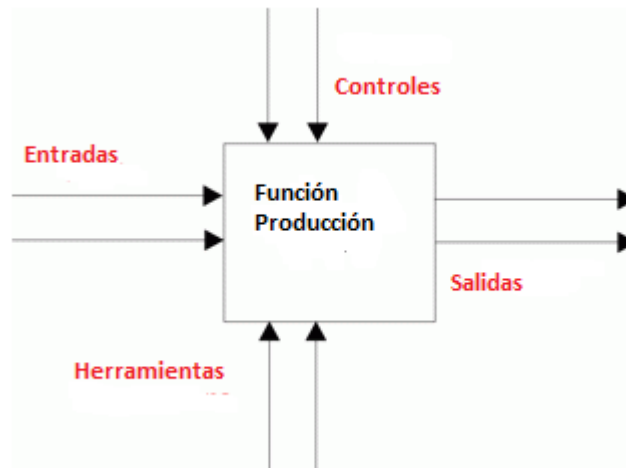 Controles
Entradas
Función
Producción
Salidas
Herramientas